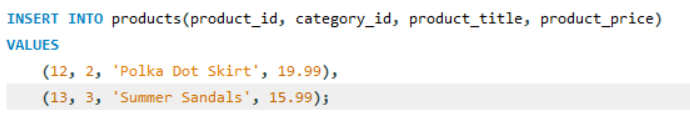 INSERT INTO products(product_id, category_id, product_title, product_price)
VALUES
(12, 2, 'Polka Dot Skirt', 19.99),
(13, 3, 'Summer Sandals', 15.99);